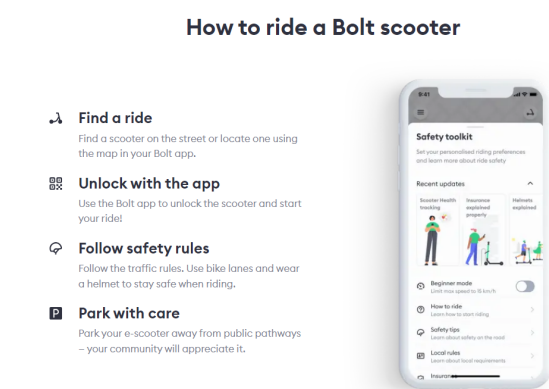 How to ride a Bolt scooter
Find a ride
Find a scooter on the street or locate one using
the map in your Bolt app.
Unlock with the app
Use the Bolt app to unlock the scooter and start
your ride!
Follow safety rules
Follow the traffic rules. Use bike lanes and wear
a helmet to stay safe when riding.
P
Park with care
Park your e-scooter away from public pathways
– your community will appreciate it.
9:41
Safety toolkit
Set your personalised riding preferences
and learn more about ride safety
Recent updates
Scooter Health
tracking
Insurance
explained
properly
Helmets
explained
Beginner mode
Limit max speed to 15 km/h
How to ride
Learn how to start riding
Safety tips
Learn about safety on the road
Local rules
Learn about local requirements